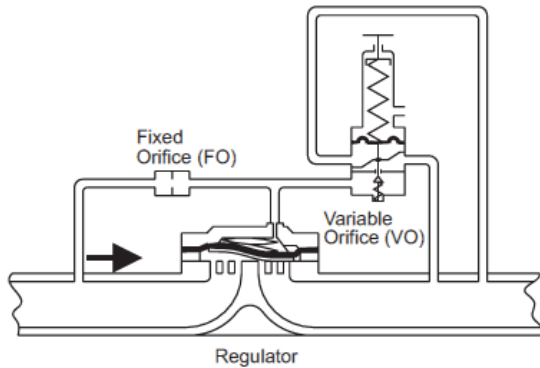 Fixed
Orifice (FO)
Variable
Orifice (VO)
Regulator